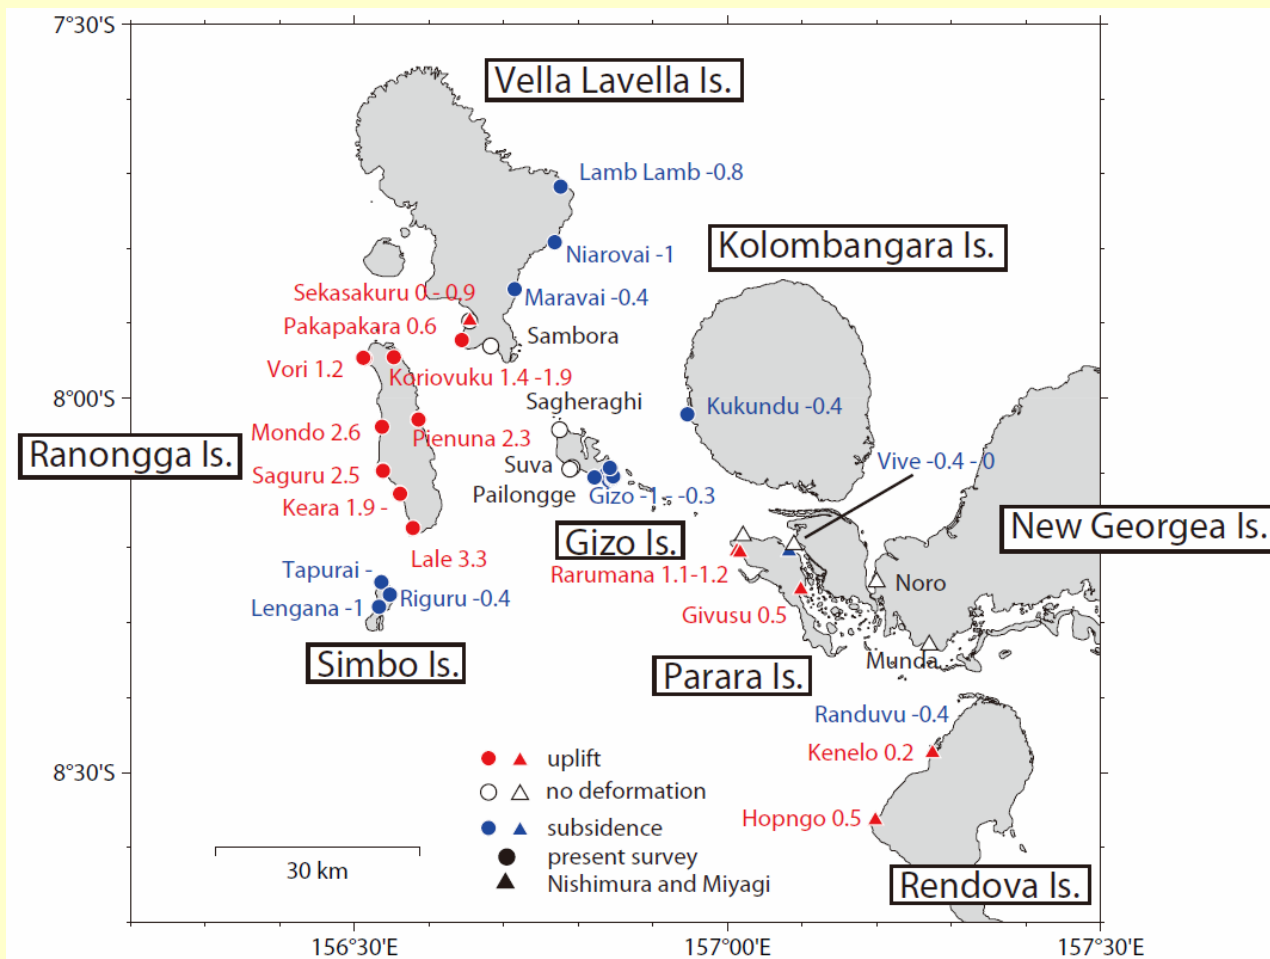 7°30'S
Vella Lavella Is.
Lamb Lamb -0.8
Kolombangara Is.
Niarovai -1
Sekasakuru 0 - 0.9
Maravai -0.4
Pakapakara 0.6
Sambora
Vori 1.2
Koriovuku 1.4 -1.9
8°00'S
Sagheraghi
Kukundu -0.4
Mondo 2.6
Pienuna 2.3
Ranongga Is.
Suva
Vive -0.4 - 0
Saguru 2.5
Pailongge
Gizo -1 - -0.3
Keara 1.9 -
New Georgea Is.
Gizo Is.
Lale 3.3
Tapurai -
Rarumana 1.1-1.2
Noro
Lengana -1
Riguru -0.4
Givusu 0.5
Simbo Is.
Parara Is.
Munda
Randuvu -0.4
Kenelo 0.2
uplift
8°30'S
no deformation
Hopngo 0.5
subsidence
present survey
30 km
Nishimura and Miyagi
Rendova Is.
156°30'E
157°00'E
157°30'E